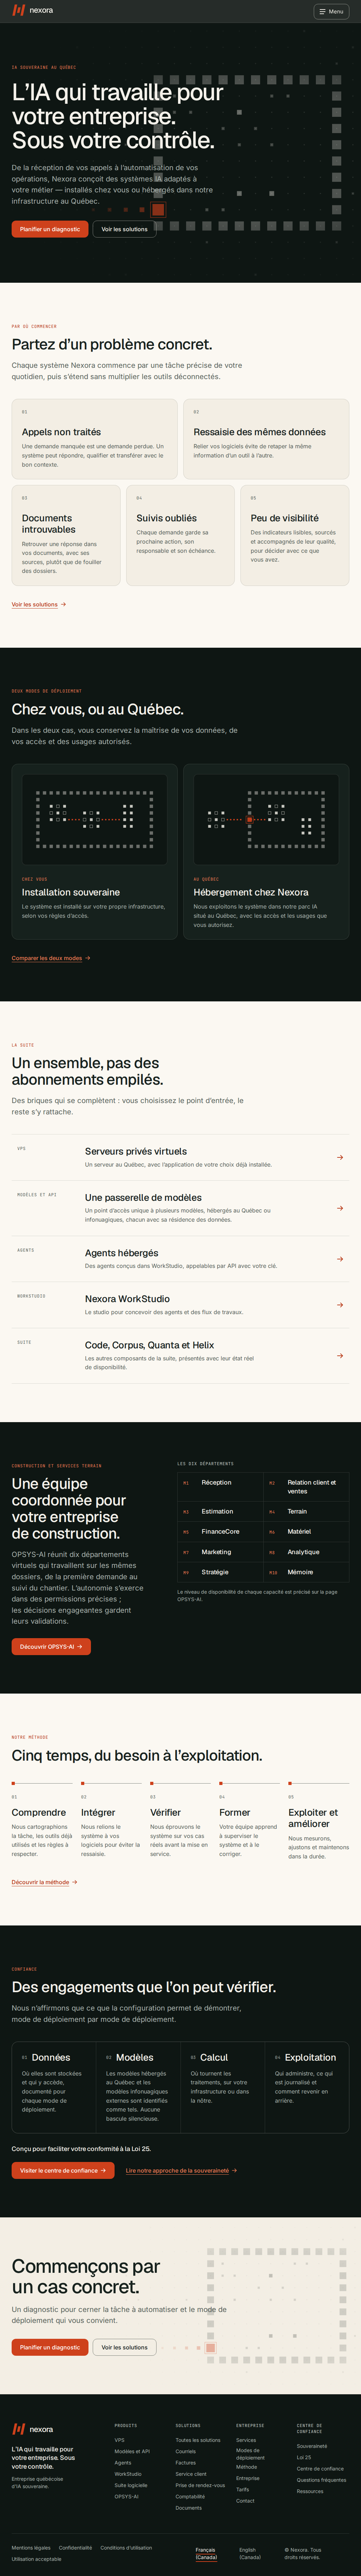 nexora
Menu
IA SOUVERAINE AU QUÉBEC
L’IA qui travaille pour
votre entreprise.
Sous votre contrôle.
De la réception de vos appels à l’automatisation de vos
opérations, Nexora conçoit des systèmes IA adaptés à
votre métier — installés chez vous ou hébergés dans notre
infrastructure au Québec.
Planifier un diagnostic
Voir les solutions
PAR OÙ COMMENCER
Partez d’un problème concret.
Chaque système Nexora commence par une tâche précise de votre
quotidien, puis s’étend sans multiplier les outils déconnectés.
01
Appels non traités
Une demande manquée est une demande perdue. Un
système peut répondre, qualifier et transférer avec le
bon contexte.
02
Ressaisie des mêmes données
Relier vos logiciels évite de retaper la même
information d’un outil à l’autre.
03
Documents
introuvables
Retrouver une réponse dans
vos documents, avec ses
sources, plutôt que de fouiller
des dossiers.
04
Suivis oubliés
Chaque demande garde sa
prochaine action, son
responsable et son échéance.
05
Peu de visibilité
Des indicateurs lisibles, sourcés
et accompagnés de leur qualité,
pour décider avec ce que
vous avez.
Voir les solutions →
DEUX MODES DE DÉPLOIEMENT
Chez vous, ou au Québec.
Dans les deux cas, vous conservez la maîtrise de vos données, de
vos accès et des usages autorisés.
CHEZ VOUS
Installation souveraine
Le système est installé sur votre propre infrastructure,
selon vos règles d’accès.
AU QUÉBEC
Hébergement chez Nexora
Nous exploitons le système dans notre parc IA
situé au Québec, avec les accès et les usages que
vous autorisez.
Comparer les deux modes →
LA SUITE
Un ensemble, pas des
abonnements empilés.
Des briques qui se complètent : vous choisissez le point d’entrée, le
reste s’y rattache.
VPS
Serveurs privés virtuels
Un serveur au Québec, avec l’application de votre choix déjà installée.
→
MODÈLES ET API
Une passerelle de modèles
Un point d’accès unique à plusieurs modèles, hébergés au Québec ou
infonuagiques, chacun avec sa résidence de données.
→
AGENTS
Agents hébergés
Des agents conçus dans WorkStudio, appelables par API avec votre clé.
→
WORKSTUDIO
Nexora WorkStudio
Le studio pour concevoir des agents et des flux de travaux.
→
SUITE
Code, Corpus, Quanta et Helix
Les autres composants de la suite, présentés avec leur état réel
de disponibilité.
→
CONSTRUCTION ET SERVICES TERRAIN
Une équipe
coordonnée pour
votre entreprise
de construction.
OPSYS-AI réunit dix départements
virtuels qui travaillent sur les mêmes
dossiers, de la première demande au
suivi du chantier. L’autonomie s’exerce
dans des permissions précises ;
les décisions engageantes gardent
leurs validations.
Découvrir OPSYS-AI →
LES DIX DÉPARTEMENTS
M1 Réception
M2 Relation client et
ventes
M3 Estimation
M4 Terrain
M5 FinanceCore
M6 Matériel
M7 Marketing
M8 Analytique
M9 Stratégie
M10 Mémoire
Le niveau de disponibilité de chaque capacité est précisé sur la page
OPSYS-AI.
NOTRE MÉTHODE
Cinq temps, du besoin à l’exploitation.
01
Comprendre
Nous cartographions
la tâche, les outils déjà
utilisés et les règles à
respecter.
02
Intégrer
Nous relions le
système à vos
logiciels pour éviter la
ressaisie.
03
Vérifier
Nous éprouvons le
système sur vos cas
réels avant la mise en
service.
04
Former
Votre équipe apprend
à superviser le
système et à le
corriger.
05
Exploiter et
améliorer
Nous mesurons,
ajustons et maintenons
dans la durée.
Découvrir la méthode →
CONFIANCE
Des engagements que l’on peut vérifier.
Nous n’affirmons que ce que la configuration permet de démontrer,
mode de déploiement par mode de déploiement.
01 Données
Où elles sont stockées
et qui y accède,
documenté pour
chaque mode de
déploiement.
02 Modèles
Les modèles hébergés
au Québec et les
modèles infonuagiques
externes sont identifiés
comme tels. Aucune
bascule silencieuse.
03 Calcul
Où tournent les
traitements, sur votre
infrastructure ou dans
la nôtre.
04 Exploitation
Qui administre, ce qui
est journalisé et
comment revenir en
arrière.
Conçu pour faciliter votre conformité à la Loi 25.
Visiter le centre de confiance →
Lire notre approche de la souveraineté →
Commençons par
un cas concret.
Un diagnostic pour cerner la tâche à automatiser et le mode de
déploiement qui vous convient.
Planifier un diagnostic
Voir les solutions
nexora
L’IA qui travaille pour
votre entreprise. Sous
votre contrôle.
Entreprise québécoise
d’IA souveraine.
PRODUITS
VPS
Modèles et API
Agents
WorkStudio
Suite logicielle
OPSYS-AI
SOLUTIONS
Toutes les solutions
Courriels
Factures
Service client
Prise de rendez-vous
Comptabilité
Documents
ENTREPRISE
Services
Modes de
déploiement
Méthode
Entreprise
Tarifs
Contact
CENTRE DE
CONFIANCE
Souveraineté
Loi 25
Centre de confiance
Questions fréquentes
Ressources
Mentions légales
Confidentialité
Conditions d’utilisation
Utilisation acceptable
Français
(Canada)
English
(Canada)
© Nexora. Tous
droits réservés.